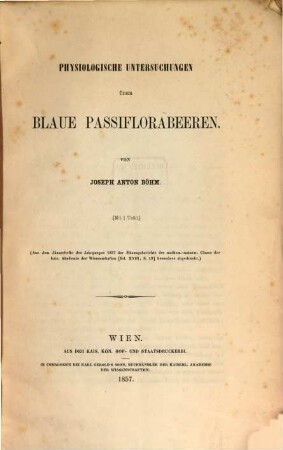 PHYSIOLOGISCHE UNTERSUCHUNGEN
ÜBER
BLAUE PASSIFLORABEEREN.
VON
JOSEPH ANTON BÖHM.
(Mit 1 Tafel.)
(Aus dem Jännerhefte des Jahrganges 1857 der Sitzungsberichte der mathem.-naturw. Classe der
kais. Akademie der Wissenschaften [Bd. XXIII, S. 19] besonders abgedruckt.)
WIEN.
AUS DER KAIS. KÖN. HOF- UND STAATSDRUCKEREI.
IN COMMISSION BEI KARL GEROLD'S SOHN, BUCHHÄNDLER DER KAISERL. AKADEMIE
DER WISSENSCHAFTEN.
1857.